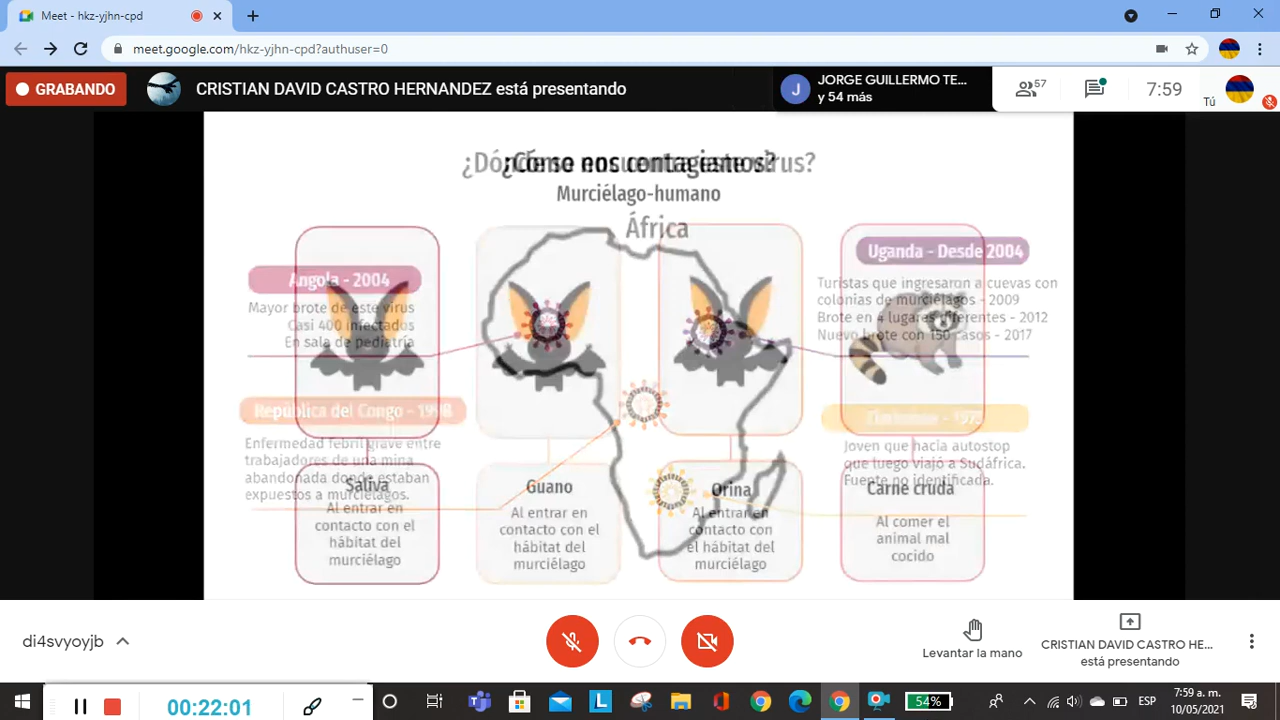 Meet - hkz-yjhn-cpd
meet.google.com/hkz-yjhn-cpd?authuser=0
GRABANDO
CRISTIAN DAVID CASTRO HERNANDEZ está presentando
JORGE GUILLERMO TE...
y 54 más
57
7:59
Tú
¿Dónde se encuentra este virus?
¿Cómo nos contagiamos?
Murciélago-humano
África
Angola - 2004
Mayor brote de este virus
Casi 400 infectados
En sala de pediatría
Uganda - Desde 2004
Turistas que ingresaron a cuevas con
colonias de murciélagos - 2009
Brote en 4 lugares diferentes - 2012
Nuevo brote con 150 casos - 2017
República del Congo - 1998
Enfermedad febril grave entre
trabajadores de una mina
abandonada donde estaban
expuestos a murciélagos.
Joven que hacía autostop
que luego viajó a Sudáfrica.
Fuente no identificada.
Saliva
Al entrar en
contacto con el
hábitat del
murciélago
Guano
Al entrar en
contacto con el
hábitat del
murciélago
Orina
Al entrar en
contacto con
el hábitat del
murciélago
Carne cruda
Al comer el
animal mal
cocido
di4svyoyjb
Levantar la mano
CRISTIAN DAVID CASTRO HE...
está presentando
00:22:01
54%
ESP
7:59 a. m.
10/05/2021